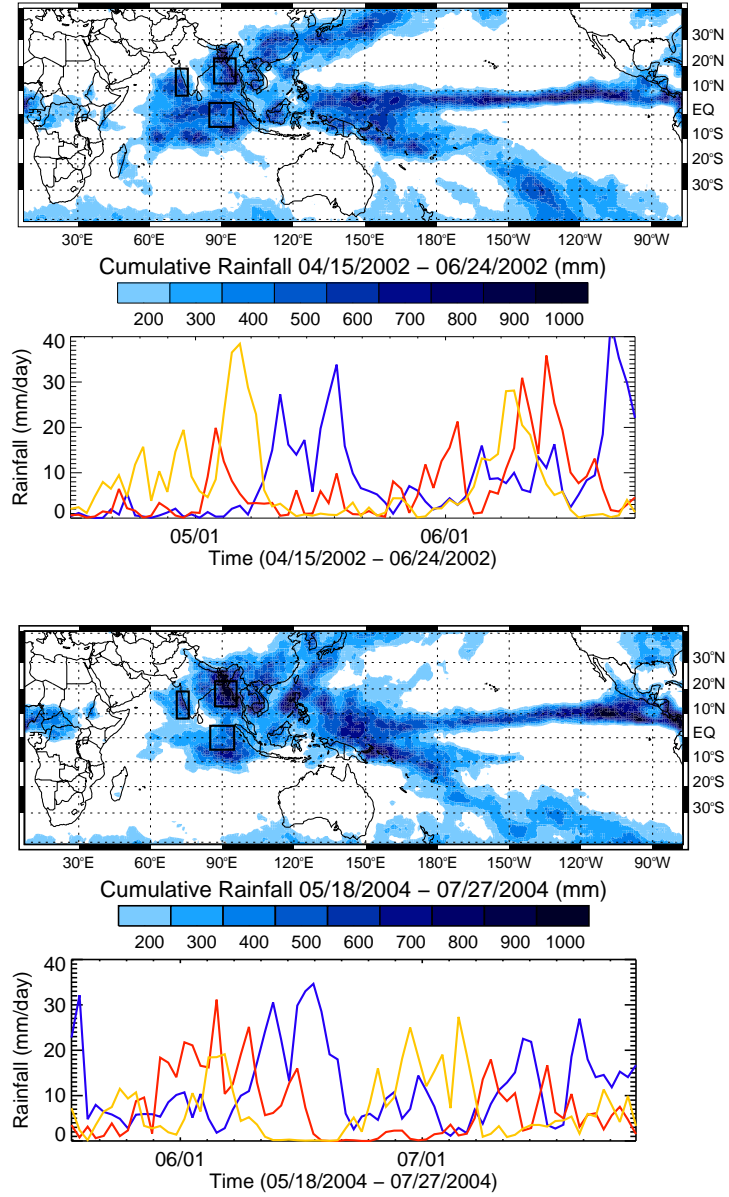 30°N
20°N
10°N
EQ
10°S
20°S
30°S
30°E 60°E 90°E 120°E 150°E 180°E 150°W 120°W 90°W
Cumulative Rainfall 04/15/2002 – 06/24/2002 (mm)
200 300 400 500 600 700 800 900 1000
Rainfall (mm/day)
40
30
20
10
0
05/01 06/01
Time (04/15/2002 – 06/24/2002)
30°N
20°N
10°N
EQ
10°S
20°S
30°S
30°E 60°E 90°E 120°E 150°E 180°E 150°W 120°W 90°W
Cumulative Rainfall 05/18/2004 – 07/27/2004 (mm)
200 300 400 500 600 700 800 900 1000
Rainfall (mm/day)
40
30
20
10
0
06/01 07/01
Time (05/18/2004 – 07/27/2004)